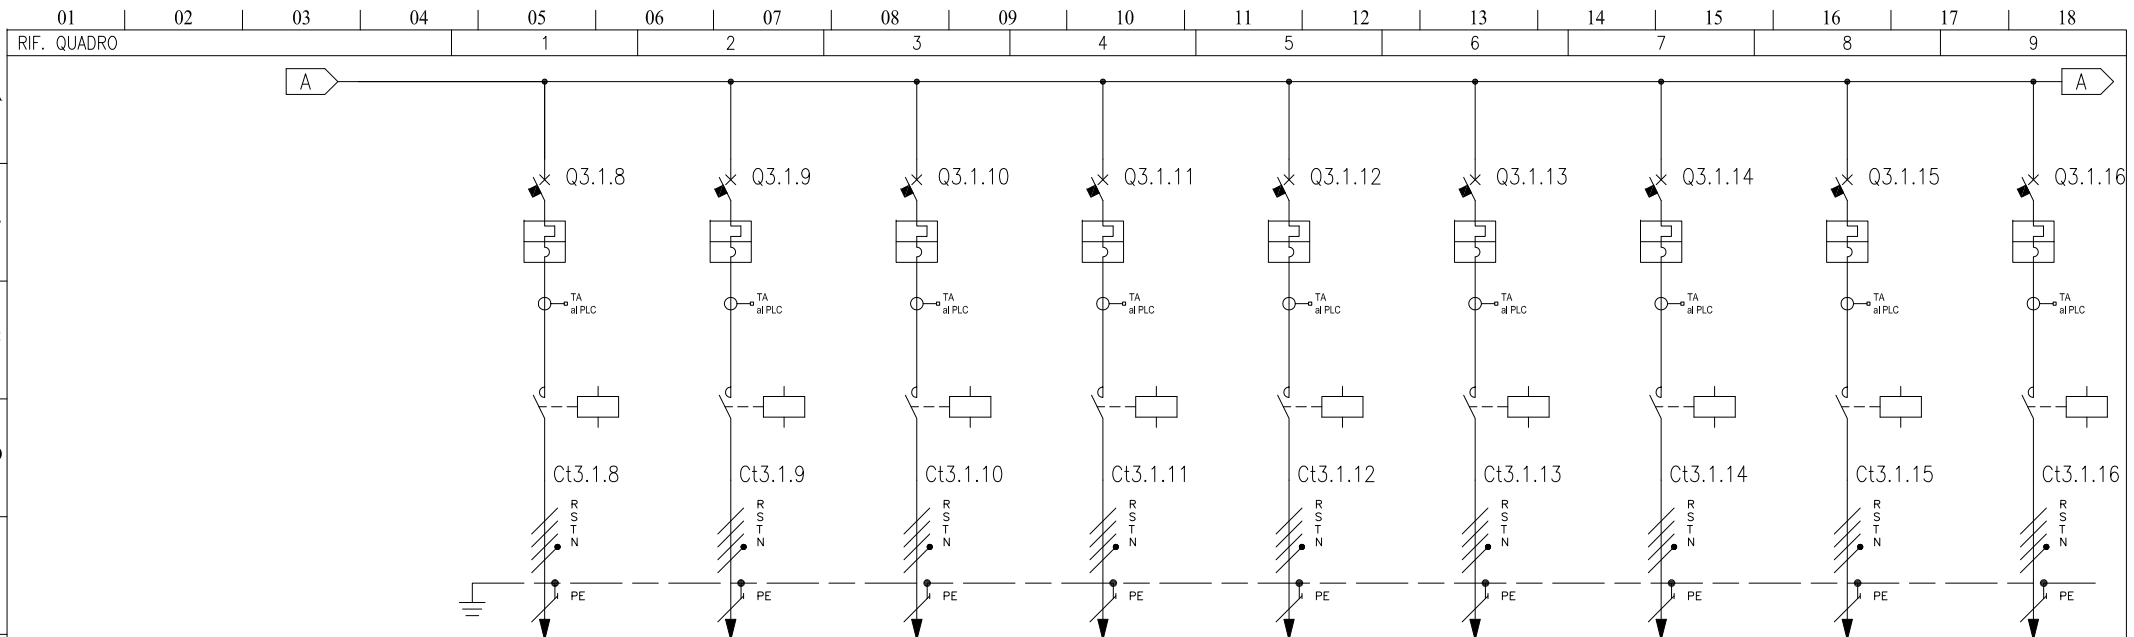 01 02 03 04 05 06 07 08 09 10 11 12 13 14 15 16 17 18
RIF. QUADRO 1 2 3 4 5 6 7 8 9
A A
Q3.1.8 Q3.1.9 Q3.1.10 Q3.1.11 Q3.1.12 Q3.1.13 Q3.1.14 Q3.1.15 Q3.1.16
TA TA TA TA TA TA TA TA TA
al PLC al PLC al PLC al PLC al PLC al PLC al PLC al PLC al PLC
Ct3.1.8 Ct3.1.9 Ct3.1.10 Ct3.1.11 Ct3.1.12 Ct3.1.13 Ct3.1.14 Ct3.1.15 Ct3.1.16
R R R R R R R R R
S S S S S S S S S
T T T T T T T T T
N N N N N N N N N
PE PE PE PE PE PE PE PE PE